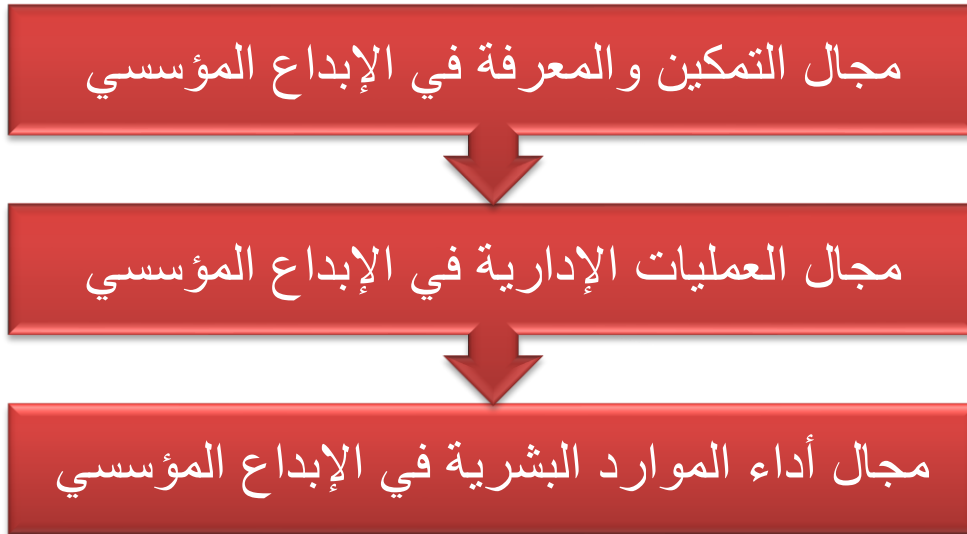 مجال التمكين والمعرفة في الإبداع المؤسسي
مجال العمليات الإدارية في الإبداع المؤسسي
مجال أداء الموارد البشرية في الإبداع المؤسسي